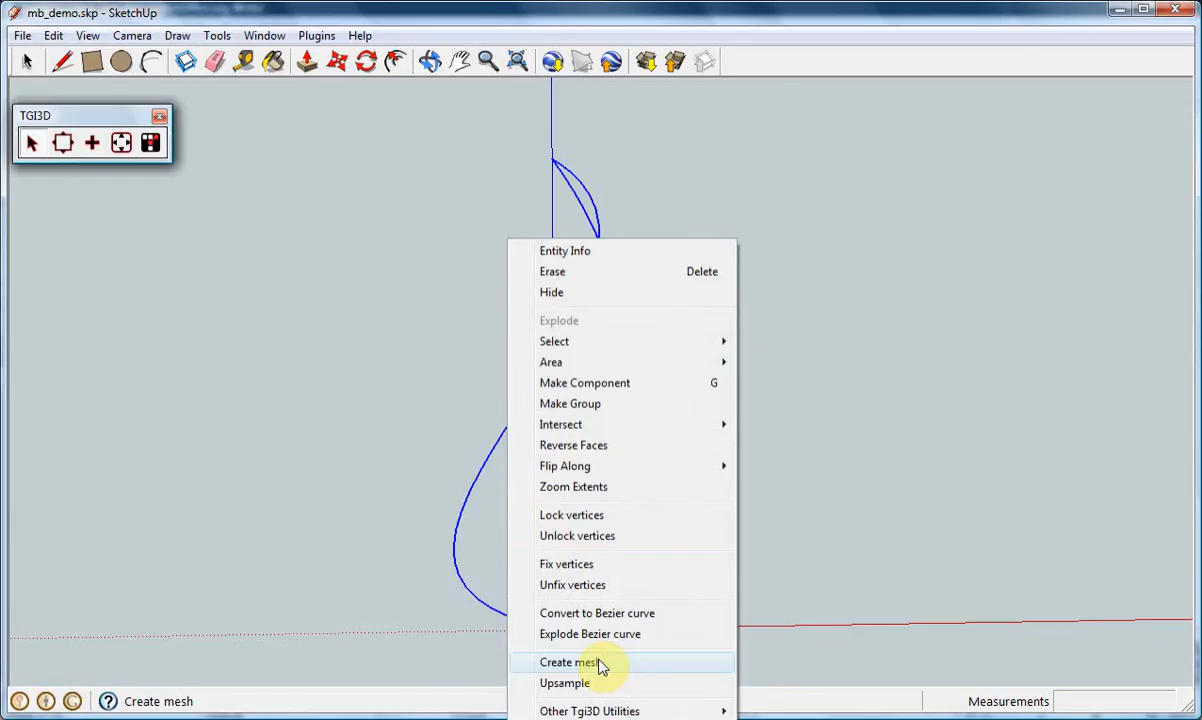 mb_demo.skp - SketchUp
File Edit View Camera Draw Tools Window Plugins Help
TGI3D
Entity Info
Erase Delete
Hide
Explode
Select
Area
Make Component G
Make Group
Intersect
Reverse Faces
Flip Along
Zoom Extents
Lock vertices
Unlock vertices
Fix vertices
Unfix vertices
Convert to Bezier curve
Explode Bezier curve
Create mesh
Upsample
Other Tgi3D Utilities
Create mesh Measurements